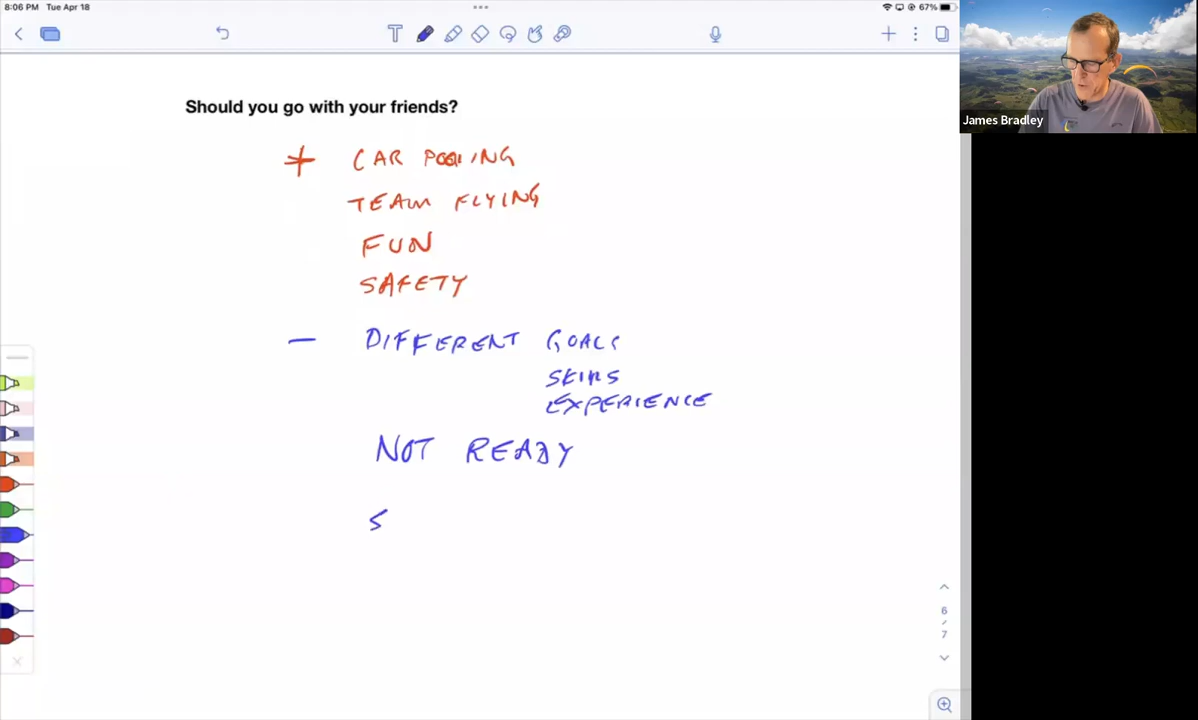 8:06 PM Tue Apr 18
67%
James Bradley
Should you go with your friends?
+ CAR POOLING
TEAM FLYING
FUN
SAFETY
- DIFFERENT GOALS
SKILLS
EXPERIENCE
NOT READY
S
6
/
7